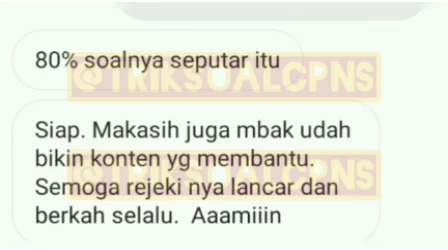 80% soalnya seputar itu
@TRIKSOALCPNS
Siap. Makasih juga mbak udah
bikin konten yg membantu.
Semoga rejeki nya lancar dan
berkah selalu. Aaamiiin